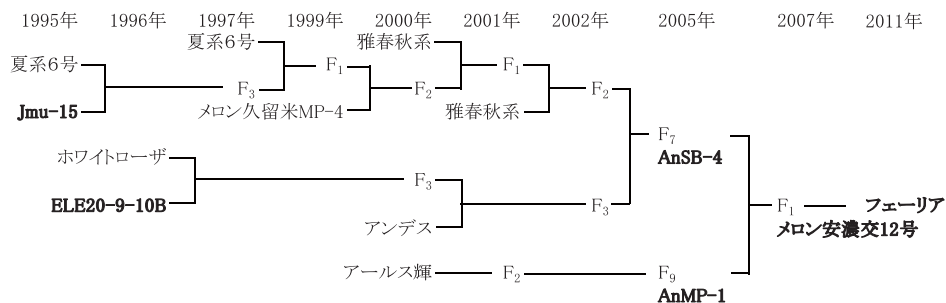 1995年 1996年 1997年 1999年 2000年 2001年 2002年 2005年 2007年 2011年
夏系6号 雅春秋系
夏系6号 F₁ F₁
F₃ F₂ F₂
Jmu-15 メロン久留米MP-4 雅春秋系
F₇
ホワイトローザ AnSB-4
F₃
ELE20-9-10B F₃ F₁ フェーリア
アンデス メロン安濃交12号
アールス輝 F₂ F₉
AnMP-1